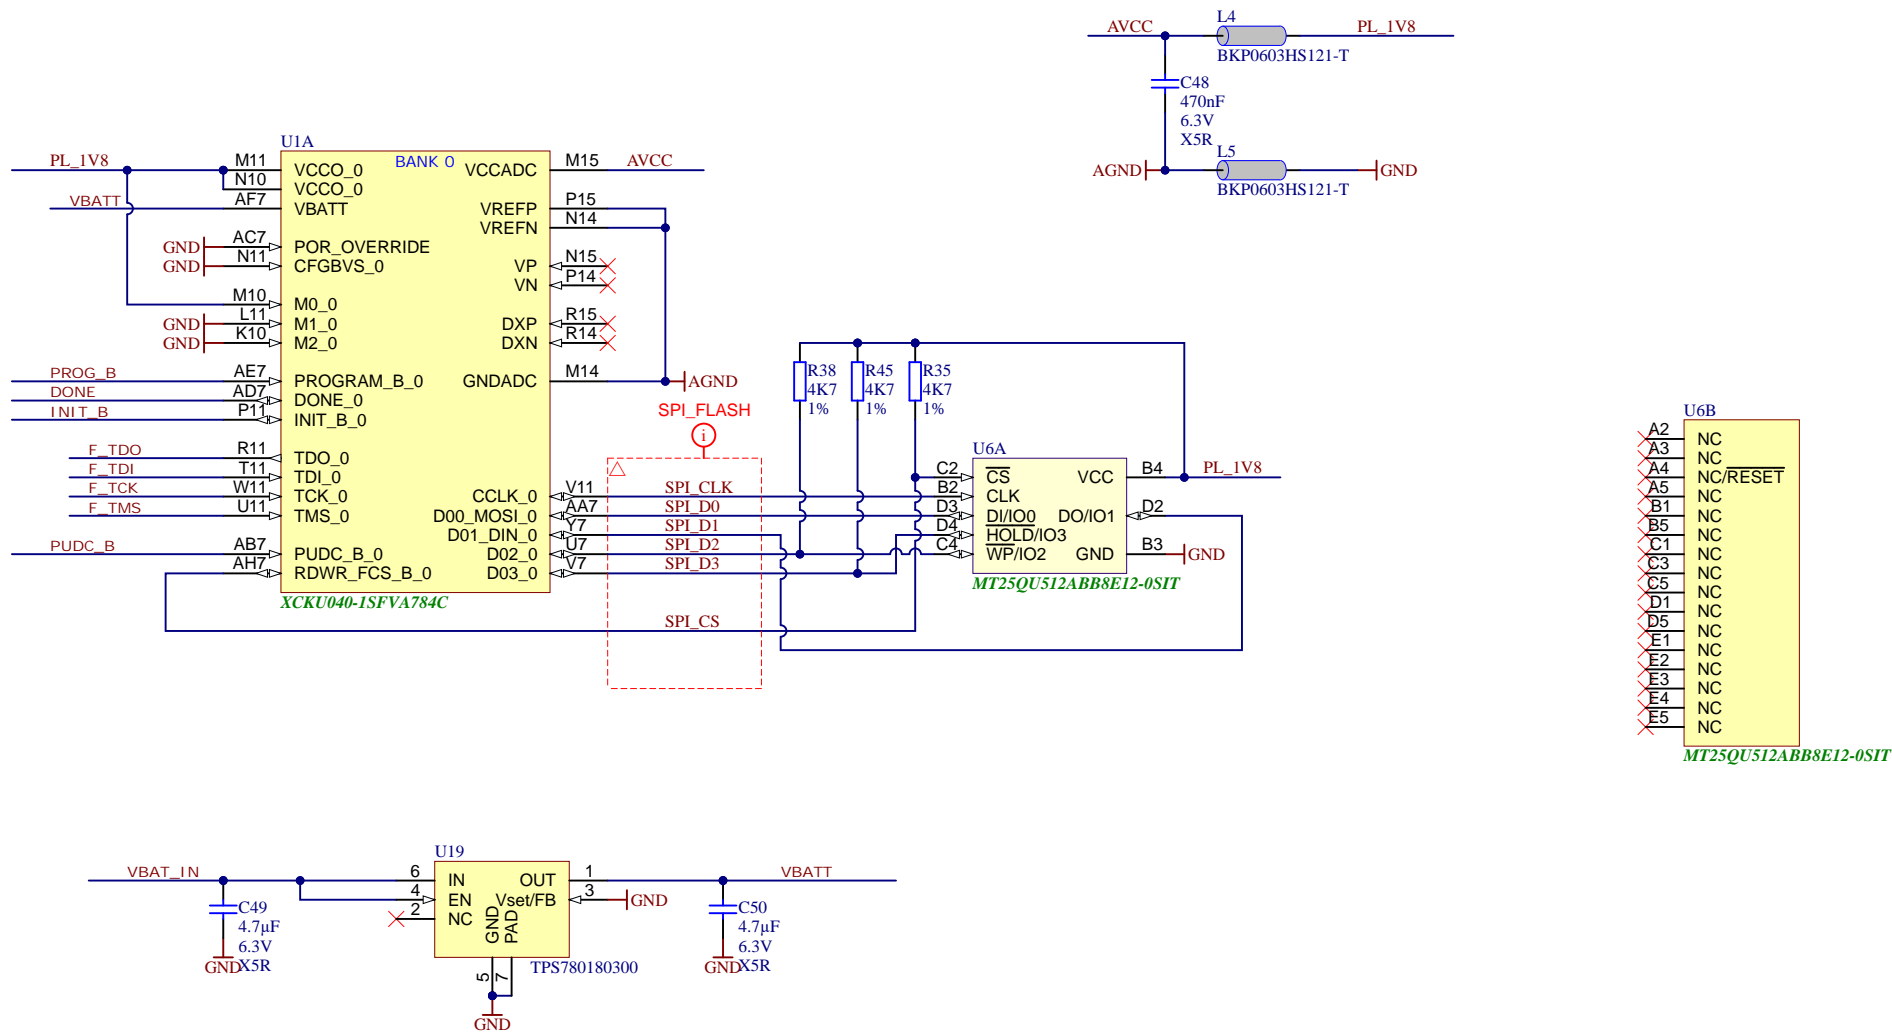 AVCC
L4
PL_1V8
BKP0603HS121-T
C48
470nF
6.3V
X5R
L5
AGND
GND
BKP0603HS121-T
U1A
BANK 0
PL_1V8
M11
VCCO_0
VCCADC
M15
AVCC
N10
VCCO_0
VBATT
AF7
VBATT
VREFP
P15
VREFN
N14
GND
AC7
POR_OVERRIDE
GND
N11
CFGBVS_0
VP
N15
VN
P14
M10
M0_0
GND
L11
M1_0
DXP
R15
GND
K10
M2_0
DXN
R14
PROG_B
AE7
PROGRAM_B_0
GNDADC
M14
AGND
DONE
AD7
DONE_0
INIT_B
P11
INIT_B_0
F_TDO
R11
TDO_0
F_TDI
T11
TDI_0
F_TCK
W11
TCK_0
CCLK_0
V11
SPI_CLK
F_TMS
U11
TMS_0
D00_MOSI_0
AA7
SPI_D0
D01_DIN_0
Y7
SPI_D1
PUDC_B
AB7
PUDC_B_0
D02_0
U7
SPI_D2
AH7
RDWR_FCS_B_0
D03_0
V7
SPI_D3
XCKU040-1SFVA784C
SPI_CS
SPI_FLASH
i
R38
4K7
1%
R45
4K7
1%
R35
4K7
1%
U6A
C2
CS
VCC
B4
PL_1V8
B2
CLK
D3
DI/IO0
DO/IO1
D2
D4
HOLD/IO3
C4
WP/IO2
GND
B3
GND
MT25QU512ABB8E12-0SIT
U6B
A2
NC
A3
NC
A4
NC/RESET
A5
NC
B1
NC
B5
NC
C1
NC
C3
NC
C5
NC
D1
NC
D5
NC
E1
NC
E2
NC
E3
NC
E4
NC
E5
NC
MT25QU512ABB8E12-0SIT
U19
VBAT_IN
6
IN
OUT
1
VBATT
4
EN
Vset/FB
3
GND
2
NC
GND
PAD
5
7
GND
TPS780180300
C49
4.7µF
6.3V
X5R
GND
C50
4.7µF
6.3V
X5R
GND